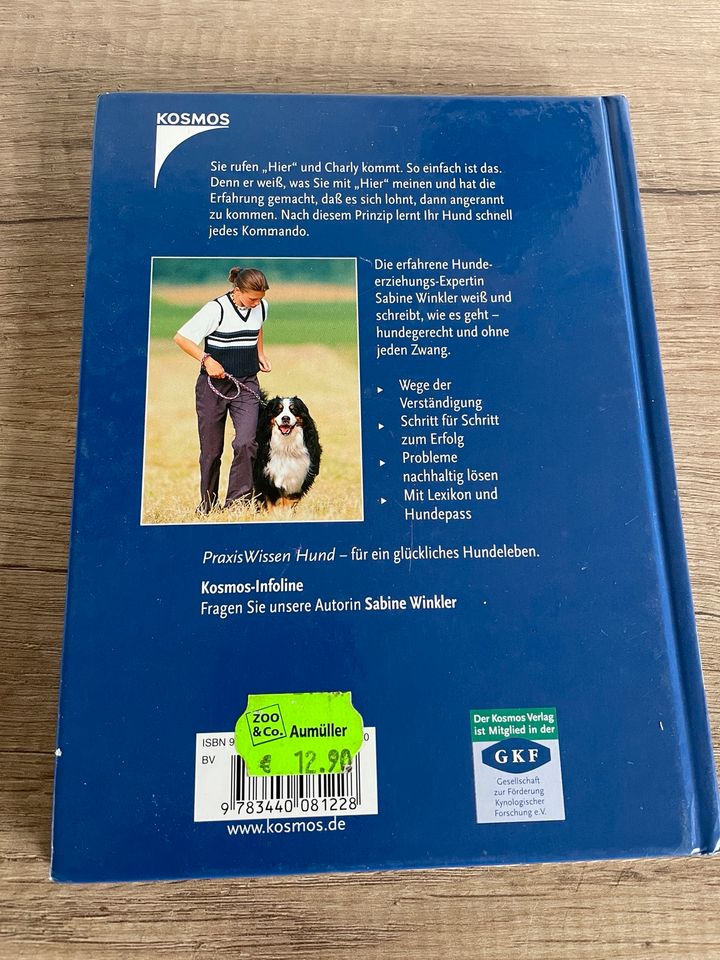 KOSMOS
Sie rufen „Hier“ und Charly kommt. So einfach ist das.
Denn er weiß, was Sie mit „Hier“ meinen und hat die
Erfahrung gemacht, daß es sich lohnt, dann angerannt
zu kommen. Nach diesem Prinzip lernt Ihr Hund schnell
jedes Kommando.
Die erfahrene Hunde-
erziehungs-Expertin
Sabine Winkler weiß und
schreibt, wie es geht –
hundegerecht und ohne
jeden Zwang.
Wege der
Verständigung
Schritt für Schritt
zum Erfolg
Probleme
nachhaltig lösen
Mit Lexikon und
Hundepass
PraxisWissen Hund – für ein glückliches Hundeleben.
Kosmos-Infoline
Fragen Sie unsere Autorin Sabine Winkler
ZOO
&Co. Aumüller
€ 12.90
ISBN 9 0
BV
9 783440 081228
www.kosmos.de
Der Kosmos Verlag
ist Mitglied in der
GKF
Gesellschaft
zur Förderung
Kynologischer
Forschung e.V.